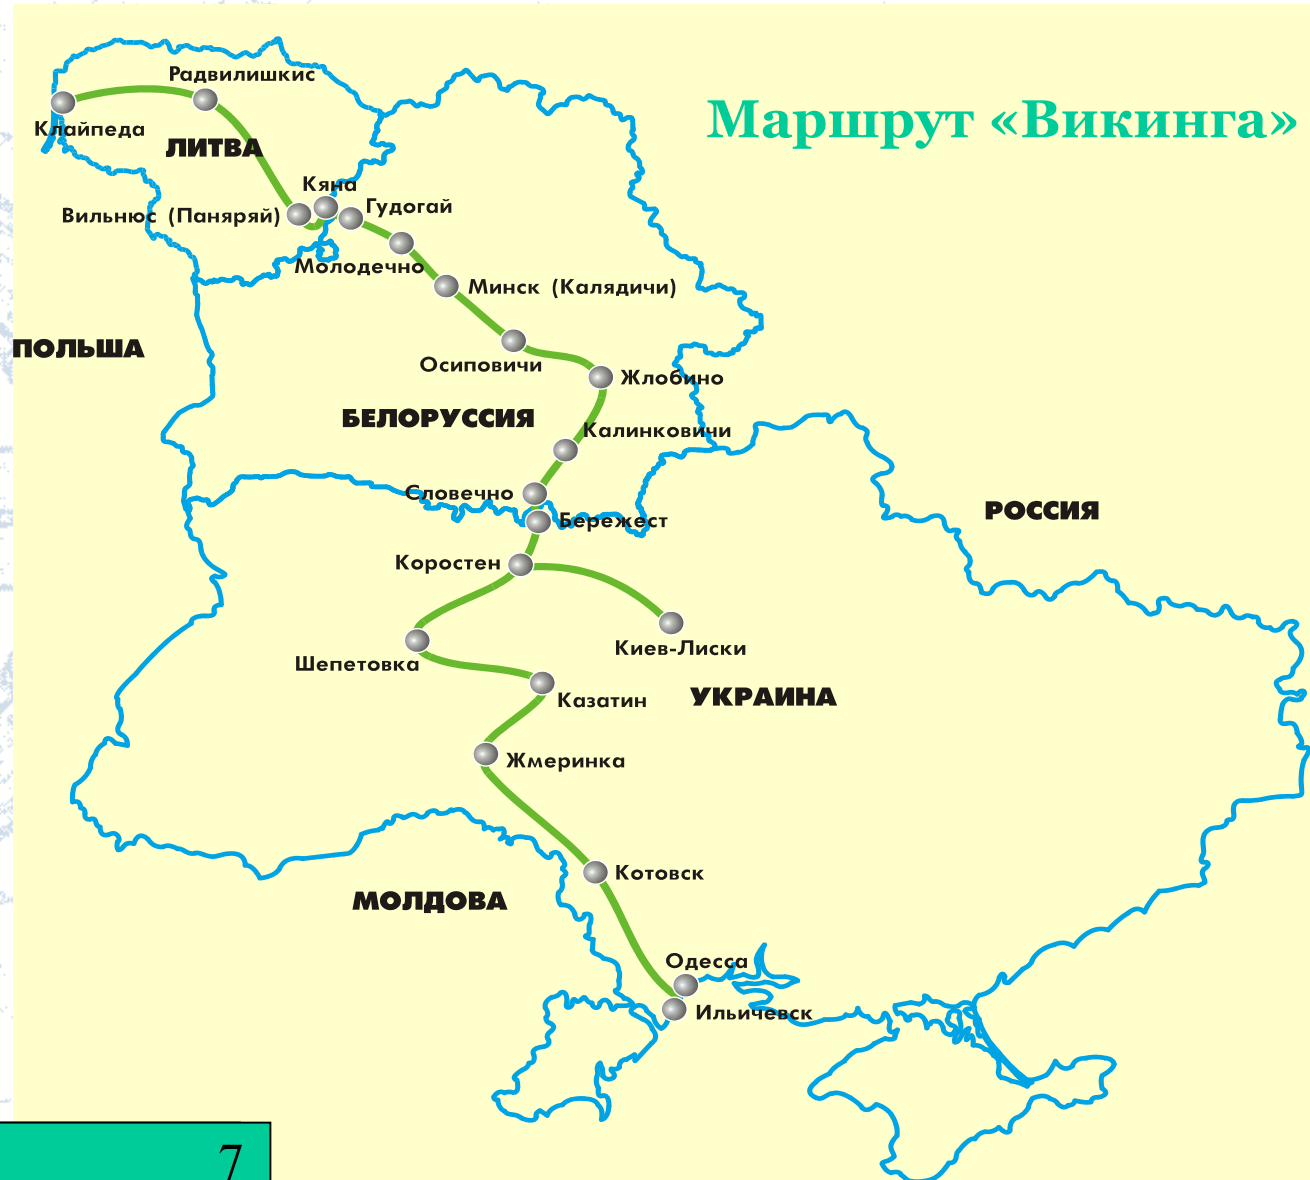 Радвилишкис
Маршрут «Викинга»
Клайпеда
ЛИТВА
Кяна
Вильнюс (Паняряй)
Гудогай
Молодечно
Минск (Калядичи)
ПОЛЬША
Осиповичи
Жлобино
БЕЛОРУССИЯ
Калинковичи
Словечно
РОССИЯ
Бережест
Коростен
Киев-Лиски
Шепетовка
УКРАИНА
Казатин
Жмеринка
Котовск
МОЛДОВА
Одесса
Ильичевск
7